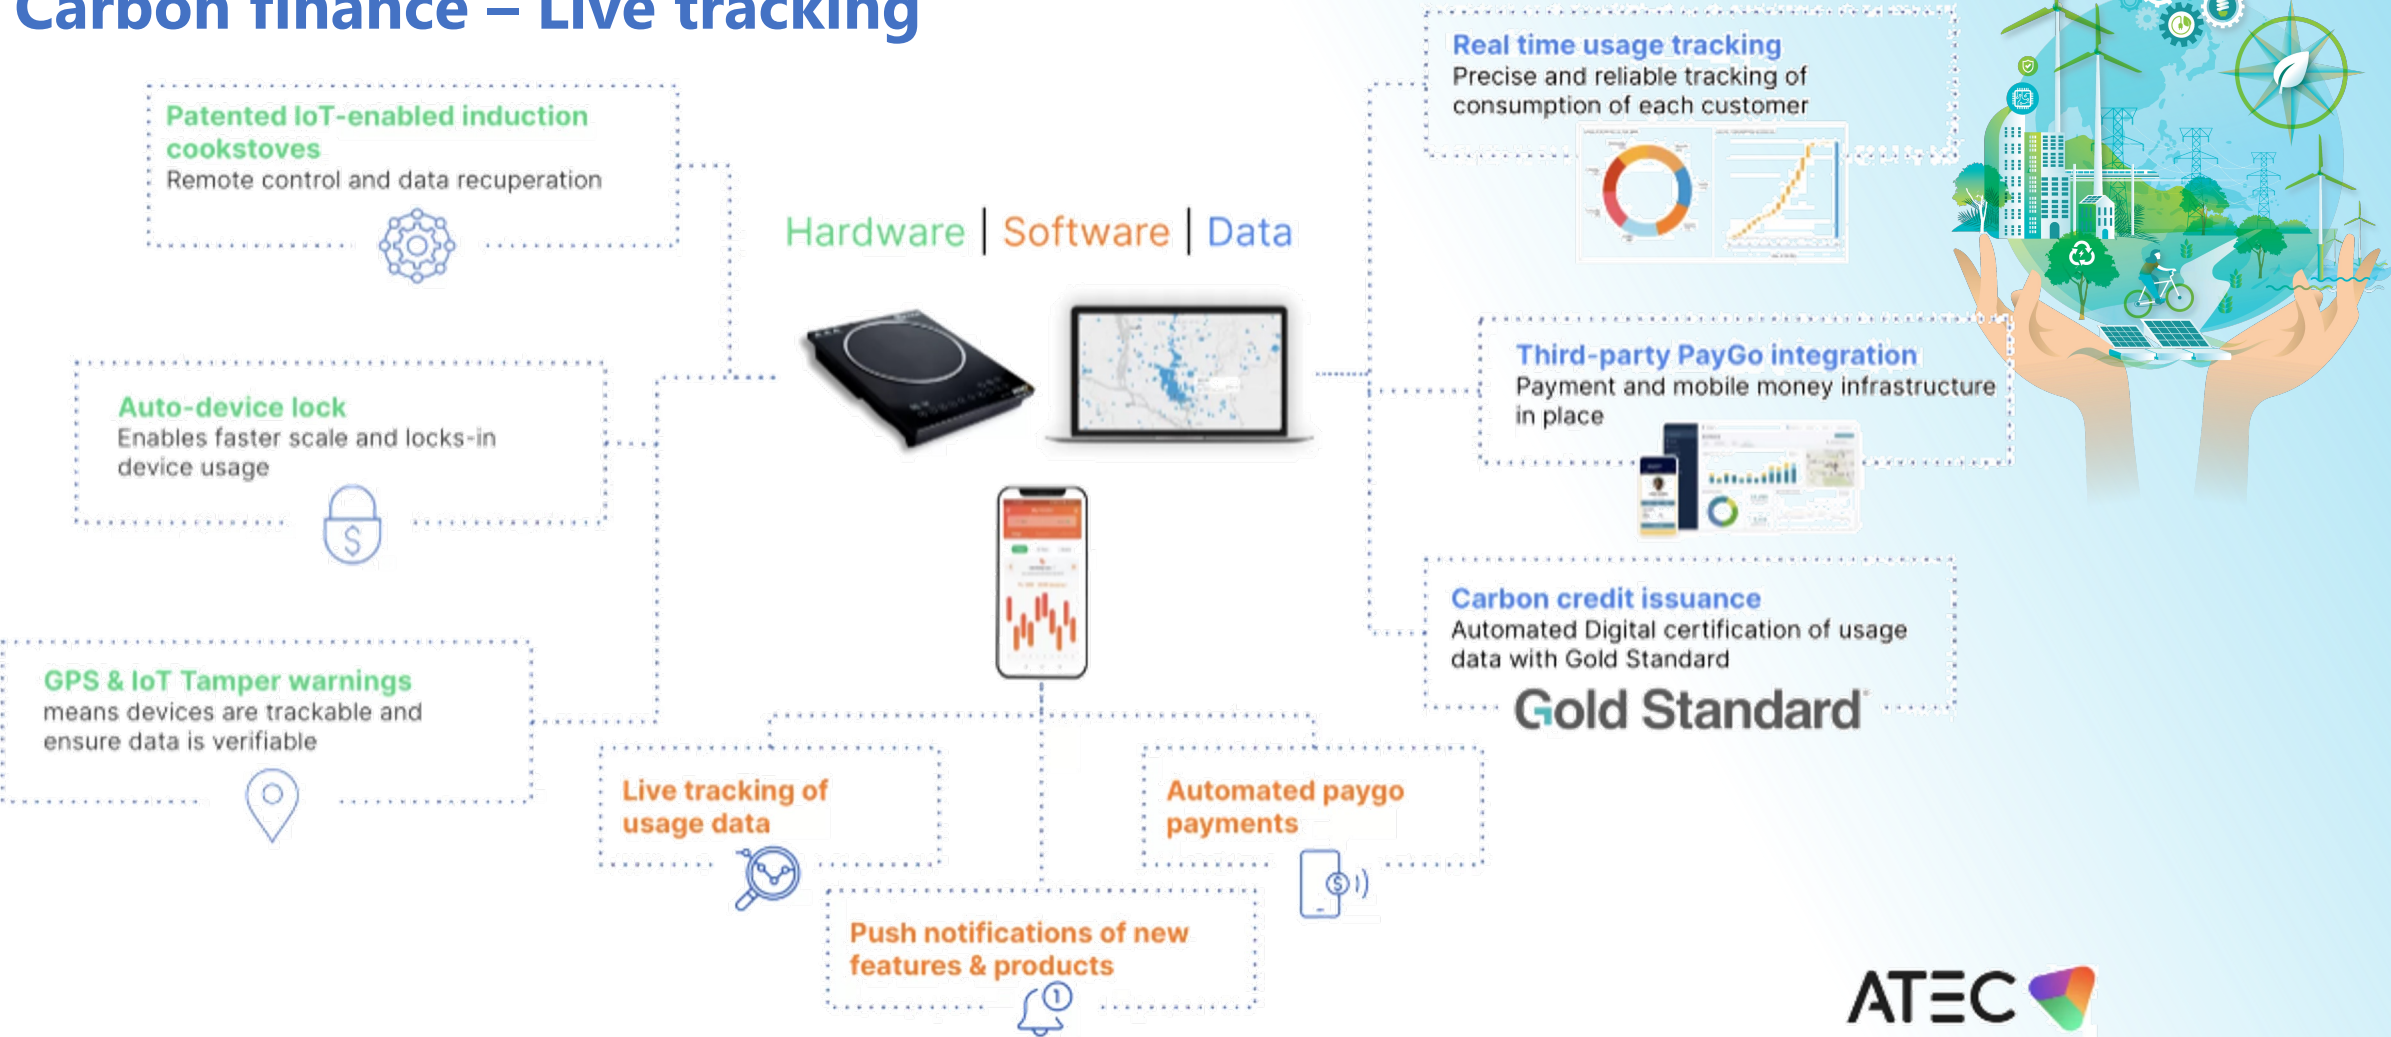 Carbon finance – Live tracking
Patented IoT-enabled induction
cookstoves
Remote control and data recuperation
Auto-device lock
Enables faster scale and locks-in
device usage
$
GPS & IoT Tamper warnings
means devices are trackable and
ensure data is verifiable
Hardware | Software | Data
Live tracking of
usage data
Push notifications of new
features & products
1
Automated paygo
payments
$
Real time usage tracking
Precise and reliable tracking of
consumption of each customer
Third-party PayGo integration
Payment and mobile money infrastructure
in place
Carbon credit issuance
Automated Digital certification of usage
data with Gold Standard
Gold Standard
ATEC